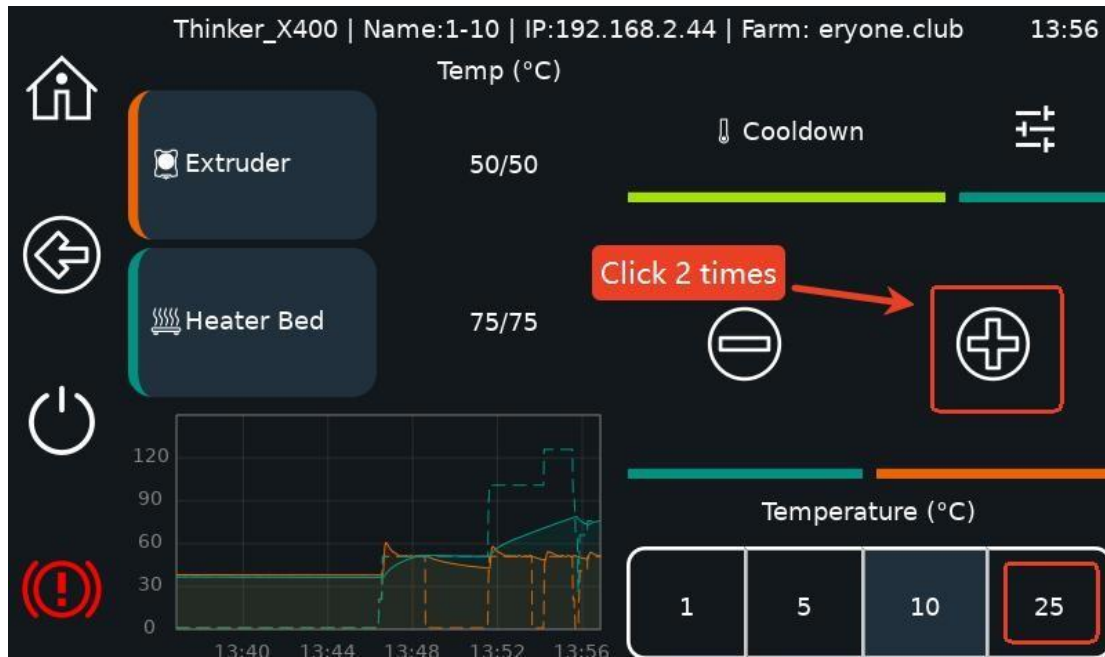 Thinker_X400 | Name:1-10 | IP:192.168.2.44 | Farm: eryone.club 13:56
Temp (°C)
Extruder 50/50
Cooldown
Click 2 times
Heater Bed 75/75
120
90
60
30
0
13:40 13:44 13:48 13:52 13:56
Temperature (°C)
1 5 10 25